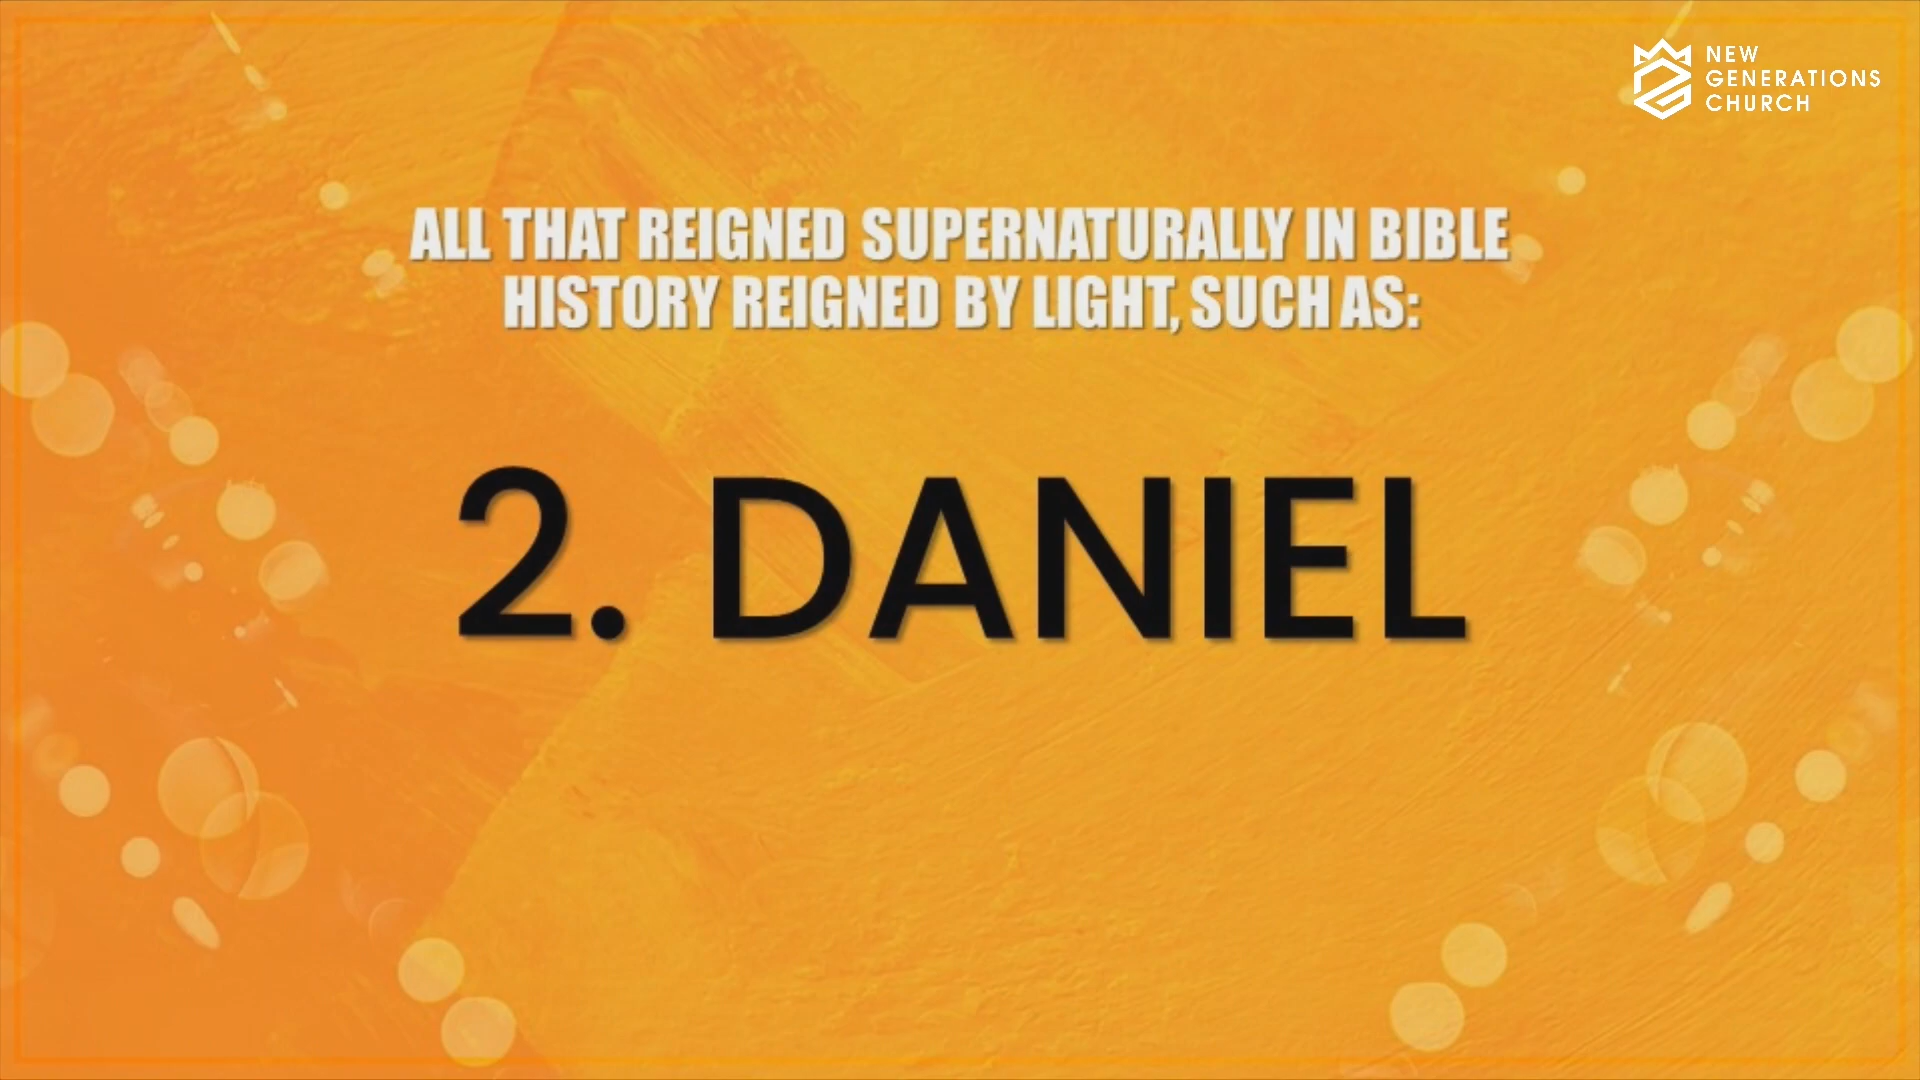 NEW
GENERATIONS
CHURCH
ALL THAT REIGNED SUPERNATURALLY IN BIBLE
HISTORY REIGNED BY LIGHT, SUCH AS:
2. DANIEL